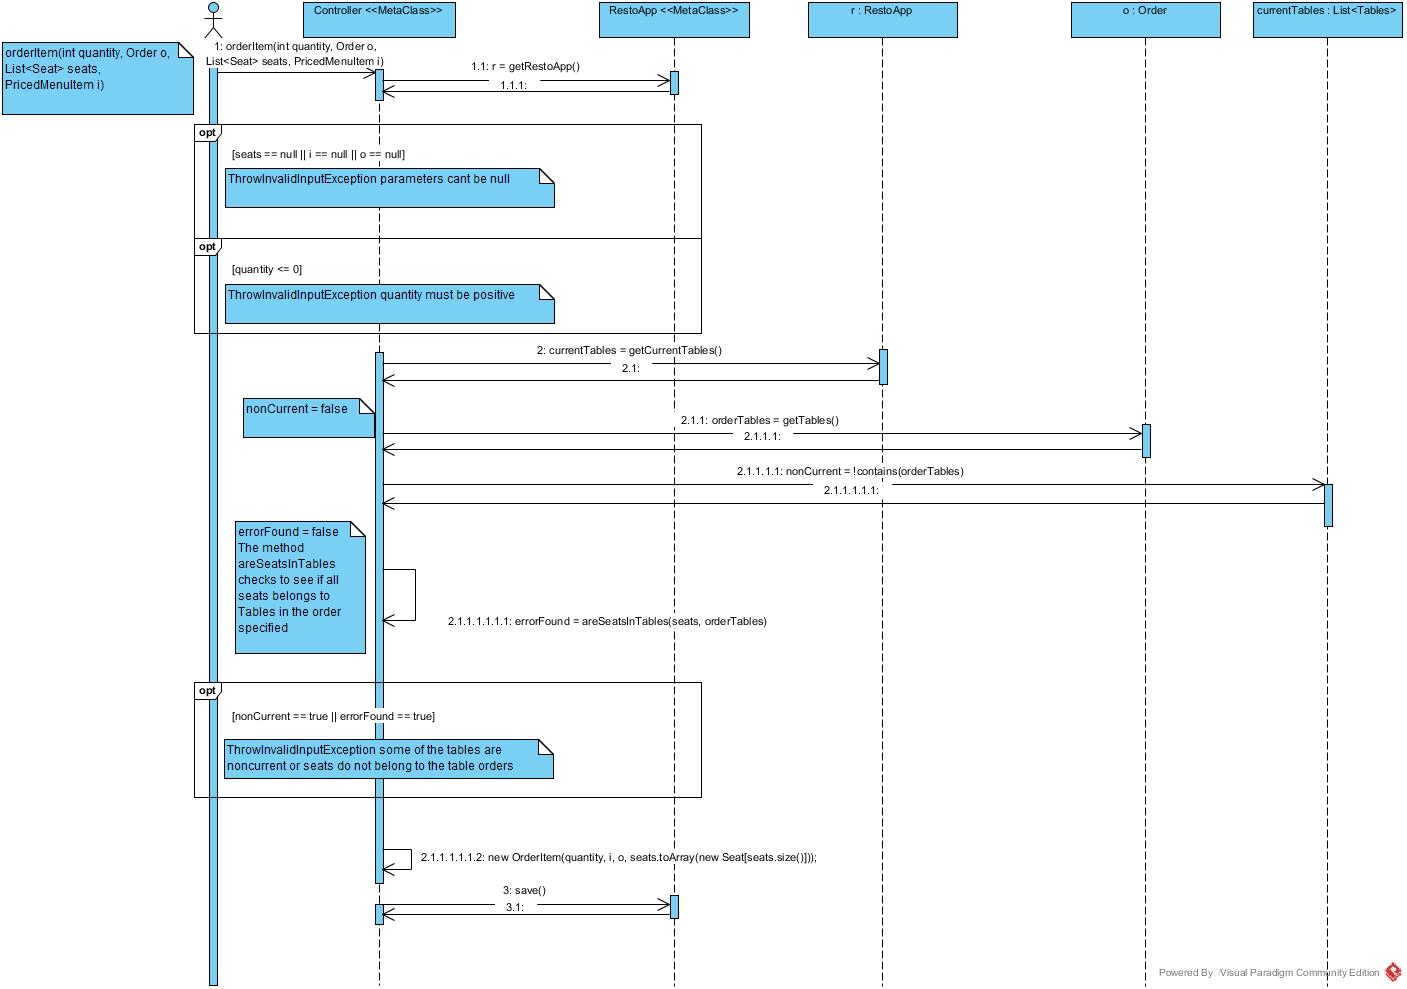 Controller <<MetaClass>>
RestoApp <<MetaClass>>
r : RestoApp
o : Order
currentTables : List<Tables>
orderItem(int quantity, Order o,
List<Seat> seats,
PricedMenuItem i)
1: orderItem(int quantity, Order o,
List<Seat> seats, PricedMenuItem i)
1.1: r = getRestoApp()
1.1.1:
opt
[seats == null || i == null || o == null]
ThrowInvalidInputException parameters cant be null
opt
[quantity <= 0]
ThrowInvalidInputException quantity must be positive
2: currentTables = getCurrentTables()
2.1:
nonCurrent = false
2.1.1: orderTables = getTables()
2.1.1.1:
2.1.1.1.1: nonCurrent = !contains(orderTables)
2.1.1.1.1.1:
errorFound = false
The method
areSeatsInTables
checks to see if all
seats belongs to
Tables in the order
specified
2.1.1.1.1.1.1: errorFound = areSeatsInTables(seats, orderTables)
opt
[nonCurrent == true || errorFound == true]
ThrowInvalidInputException some of the tables are
noncurrent or seats do not belong to the table orders
2.1.1.1.1.1.2: new OrderItem(quantity, i, o, seats.toArray(new Seat[seats.size()]));
3: save()
3.1:
Powered By Visual Paradigm Community Edition